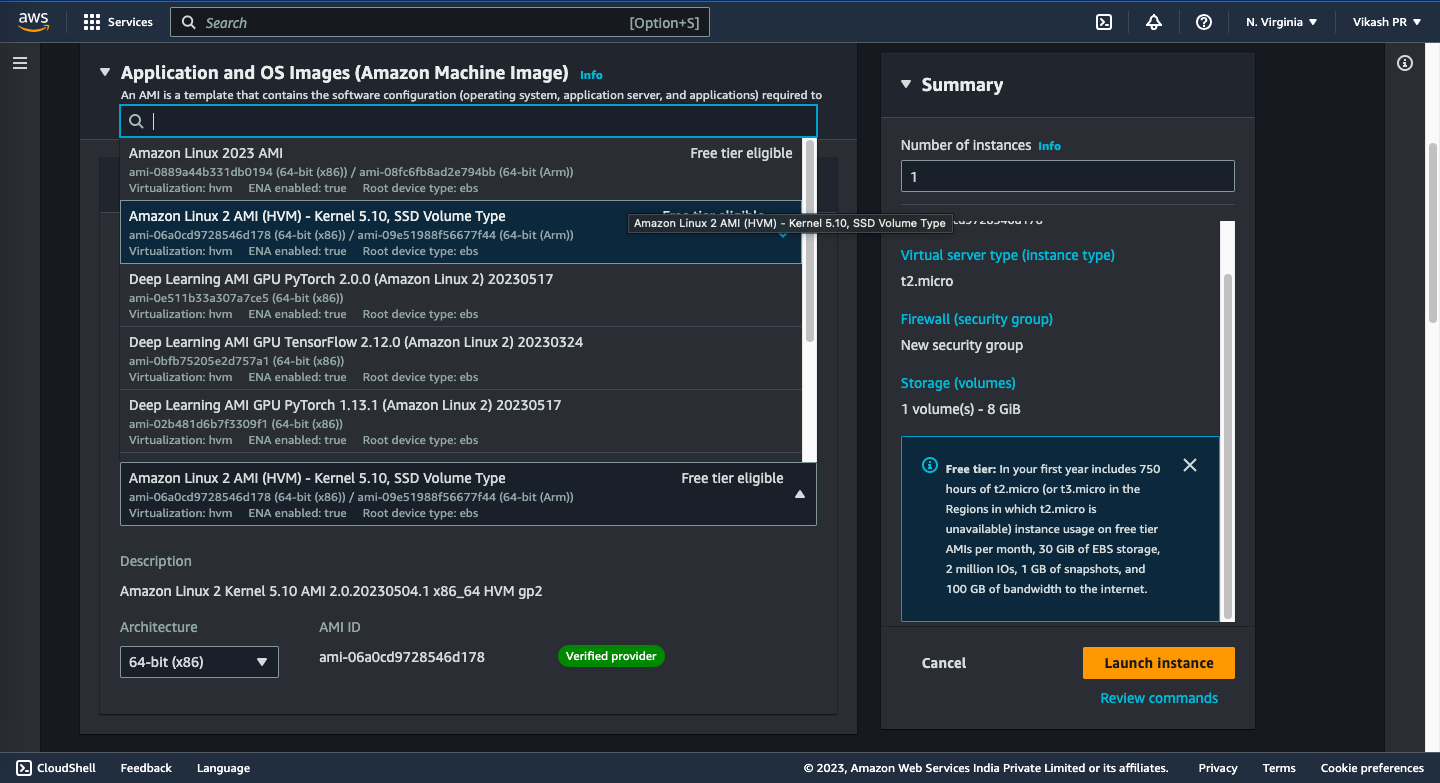 aws
Services
Search
[Option+S]
N. Virginia
Vikash PR
Application and OS Images (Amazon Machine Image) Info
An AMI is a template that contains the software configuration (operating system, application server, and applications) required to
Amazon Linux 2023 AMI
Free tier eligible
ami-0889a44b331db0194 (64-bit (x86)) / ami-08fc6fb8ad2e794bb (64-bit (Arm))
Virtualization: hvm ENA enabled: true Root device type: ebs
Amazon Linux 2 AMI (HVM) - Kernel 5.10, SSD Volume Type
Free tier eligible
Amazon Linux 2 AMI (HVM) - Kernel 5.10, SSD Volume Type
ami-06a0cd9728546d178 (64-bit (x86)) / ami-09e51988f56677f44 (64-bit (Arm))
Virtualization: hvm ENA enabled: true Root device type: ebs
Deep Learning AMI GPU PyTorch 2.0.0 (Amazon Linux 2) 20230517
ami-0e511b33a307a7ce5 (64-bit (x86))
Virtualization: hvm ENA enabled: true Root device type: ebs
Deep Learning AMI GPU TensorFlow 2.12.0 (Amazon Linux 2) 20230324
ami-0bfb75205e2d757a1 (64-bit (x86))
Virtualization: hvm ENA enabled: true Root device type: ebs
Deep Learning AMI GPU PyTorch 1.13.1 (Amazon Linux 2) 20230517
ami-02b481d6b7f3309f1 (64-bit (x86))
Virtualization: hvm ENA enabled: true Root device type: ebs
Amazon Linux 2 AMI (HVM) - Kernel 5.10, SSD Volume Type
Free tier eligible
ami-06a0cd9728546d178 (64-bit (x86)) / ami-09e51988f56677f44 (64-bit (Arm))
Virtualization: hvm ENA enabled: true Root device type: ebs
Description
Amazon Linux 2 Kernel 5.10 AMI 2.0.20230504.1 x86_64 HVM gp2
Architecture
AMI ID
64-bit (x86)
ami-06a0cd9728546d178
Verified provider
Summary
Number of instances Info
1
Virtual server type (instance type)
t2.micro
Firewall (security group)
New security group
Storage (volumes)
1 volume(s) - 8 GiB
Free tier: In your first year includes 750
hours of t2.micro (or t3.micro in the
Regions in which t2.micro is
unavailable) instance usage on free tier
AMIs per month, 30 GiB of EBS storage,
2 million IOs, 1 GB of snapshots, and
100 GB of bandwidth to the internet.
Cancel
Launch instance
Review commands
CloudShell
Feedback
Language
© 2023, Amazon Web Services India Private Limited or its affiliates.
Privacy
Terms
Cookie preferences